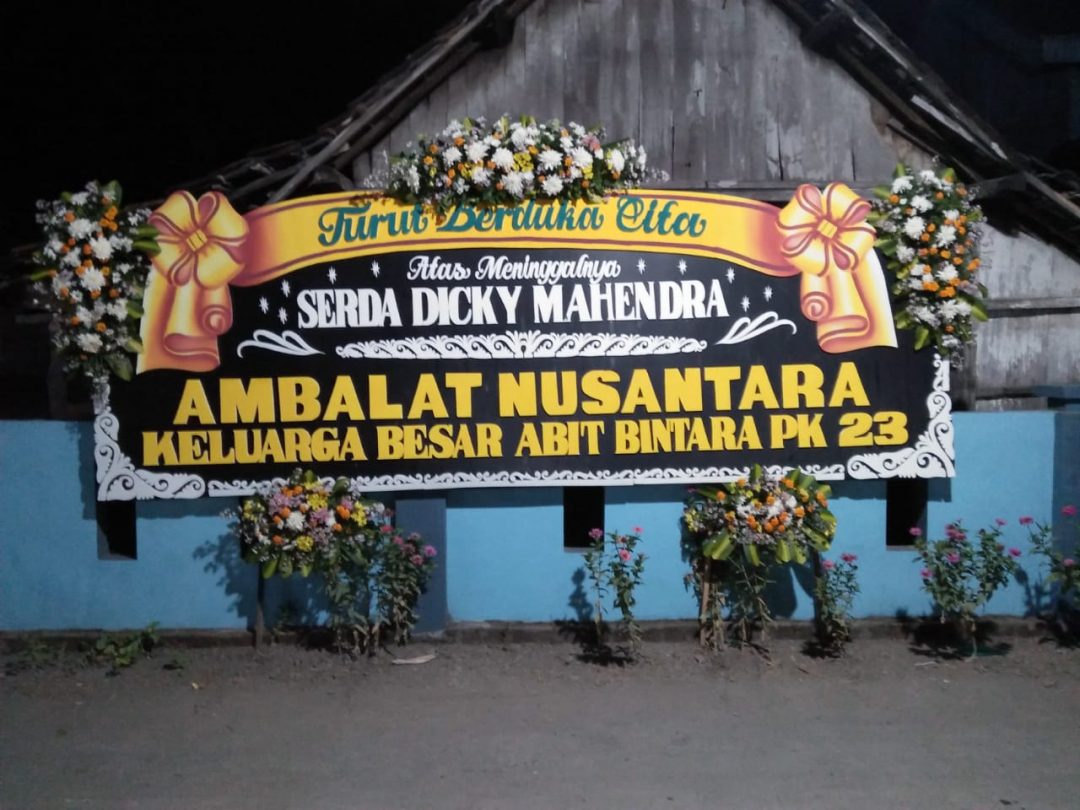 Turut Berduka Cita
Atas Meninggalnya
SERDA DICKY MAHENDRA
AMBALAT NUSANTARA
KELUARGA BESAR ABIT BINTARA PK 23